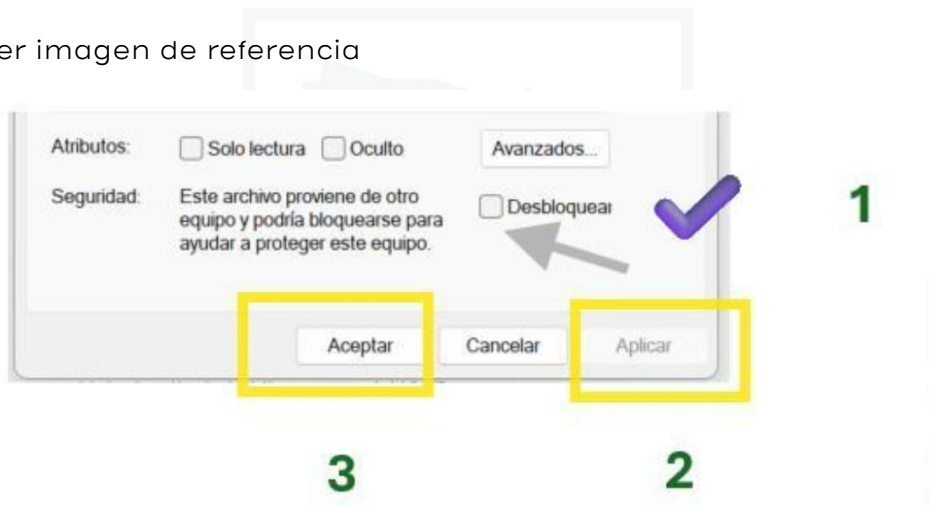 er imagen de referencia
Atributos: Solo lectura Oculto Avanzados...
Seguridad: Este archivo proviene de otro
equipo y podría bloquearse para
ayudar a proteger este equipo.
Desbloquear
1
Aceptar Cancelar Aplicar
3 2